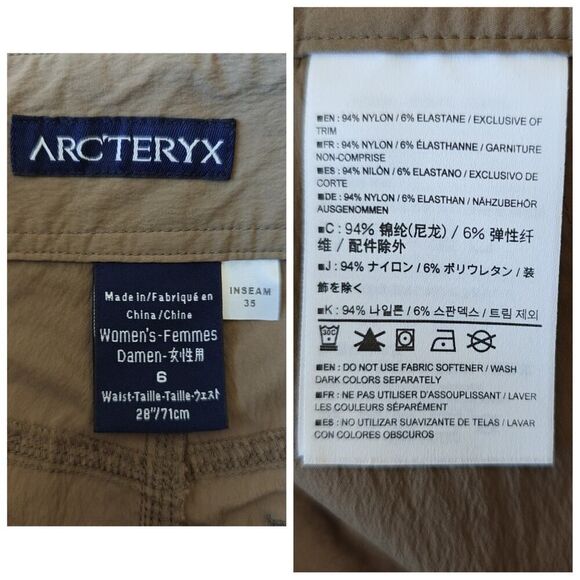 ARC'TERYX
Made in/Fabriqué en
China/Chine
Women's-Femmes
Damen-女性用
6
Waist-Taille-Taille-ウェスト
28"/71cm
INSEAM
35
■EN : 94% NYLON / 6% ELASTANE / EXCLUSIVE OF
TRIM
■FR : 94% NYLON / 6% ÉLASTHANNE / GARNITURE
NON-COMPRISE
■ES : 94% NILÓN / 6% ELASTANO / EXCLUSIVO DE
CORTE
■DE : 94% NYLON / 6% ELASTHAN / NÄHZUBEHÖR
AUSGENOMMEN
■C : 94% 锦纶(尼龙) / 6% 弹性纤
维 / 配件除外
■J : 94% ナイロン / 6% ポリウレタン / 装
飾を除く
■K : 94% 나일론 / 6% 스판덱스 / 트림 제외
30C
■EN : DO NOT USE FABRIC SOFTENER / WASH
DARK COLORS SEPARATELY
■FR : NE PAS UTILISER D'ASSOUPLISSANT / LAVER
LES COULEURS SÉPARÉMENT
■ES : NO UTILIZAR SUAVIZANTE DE TELAS / LAVAR
CON COLORES OBSCUROS